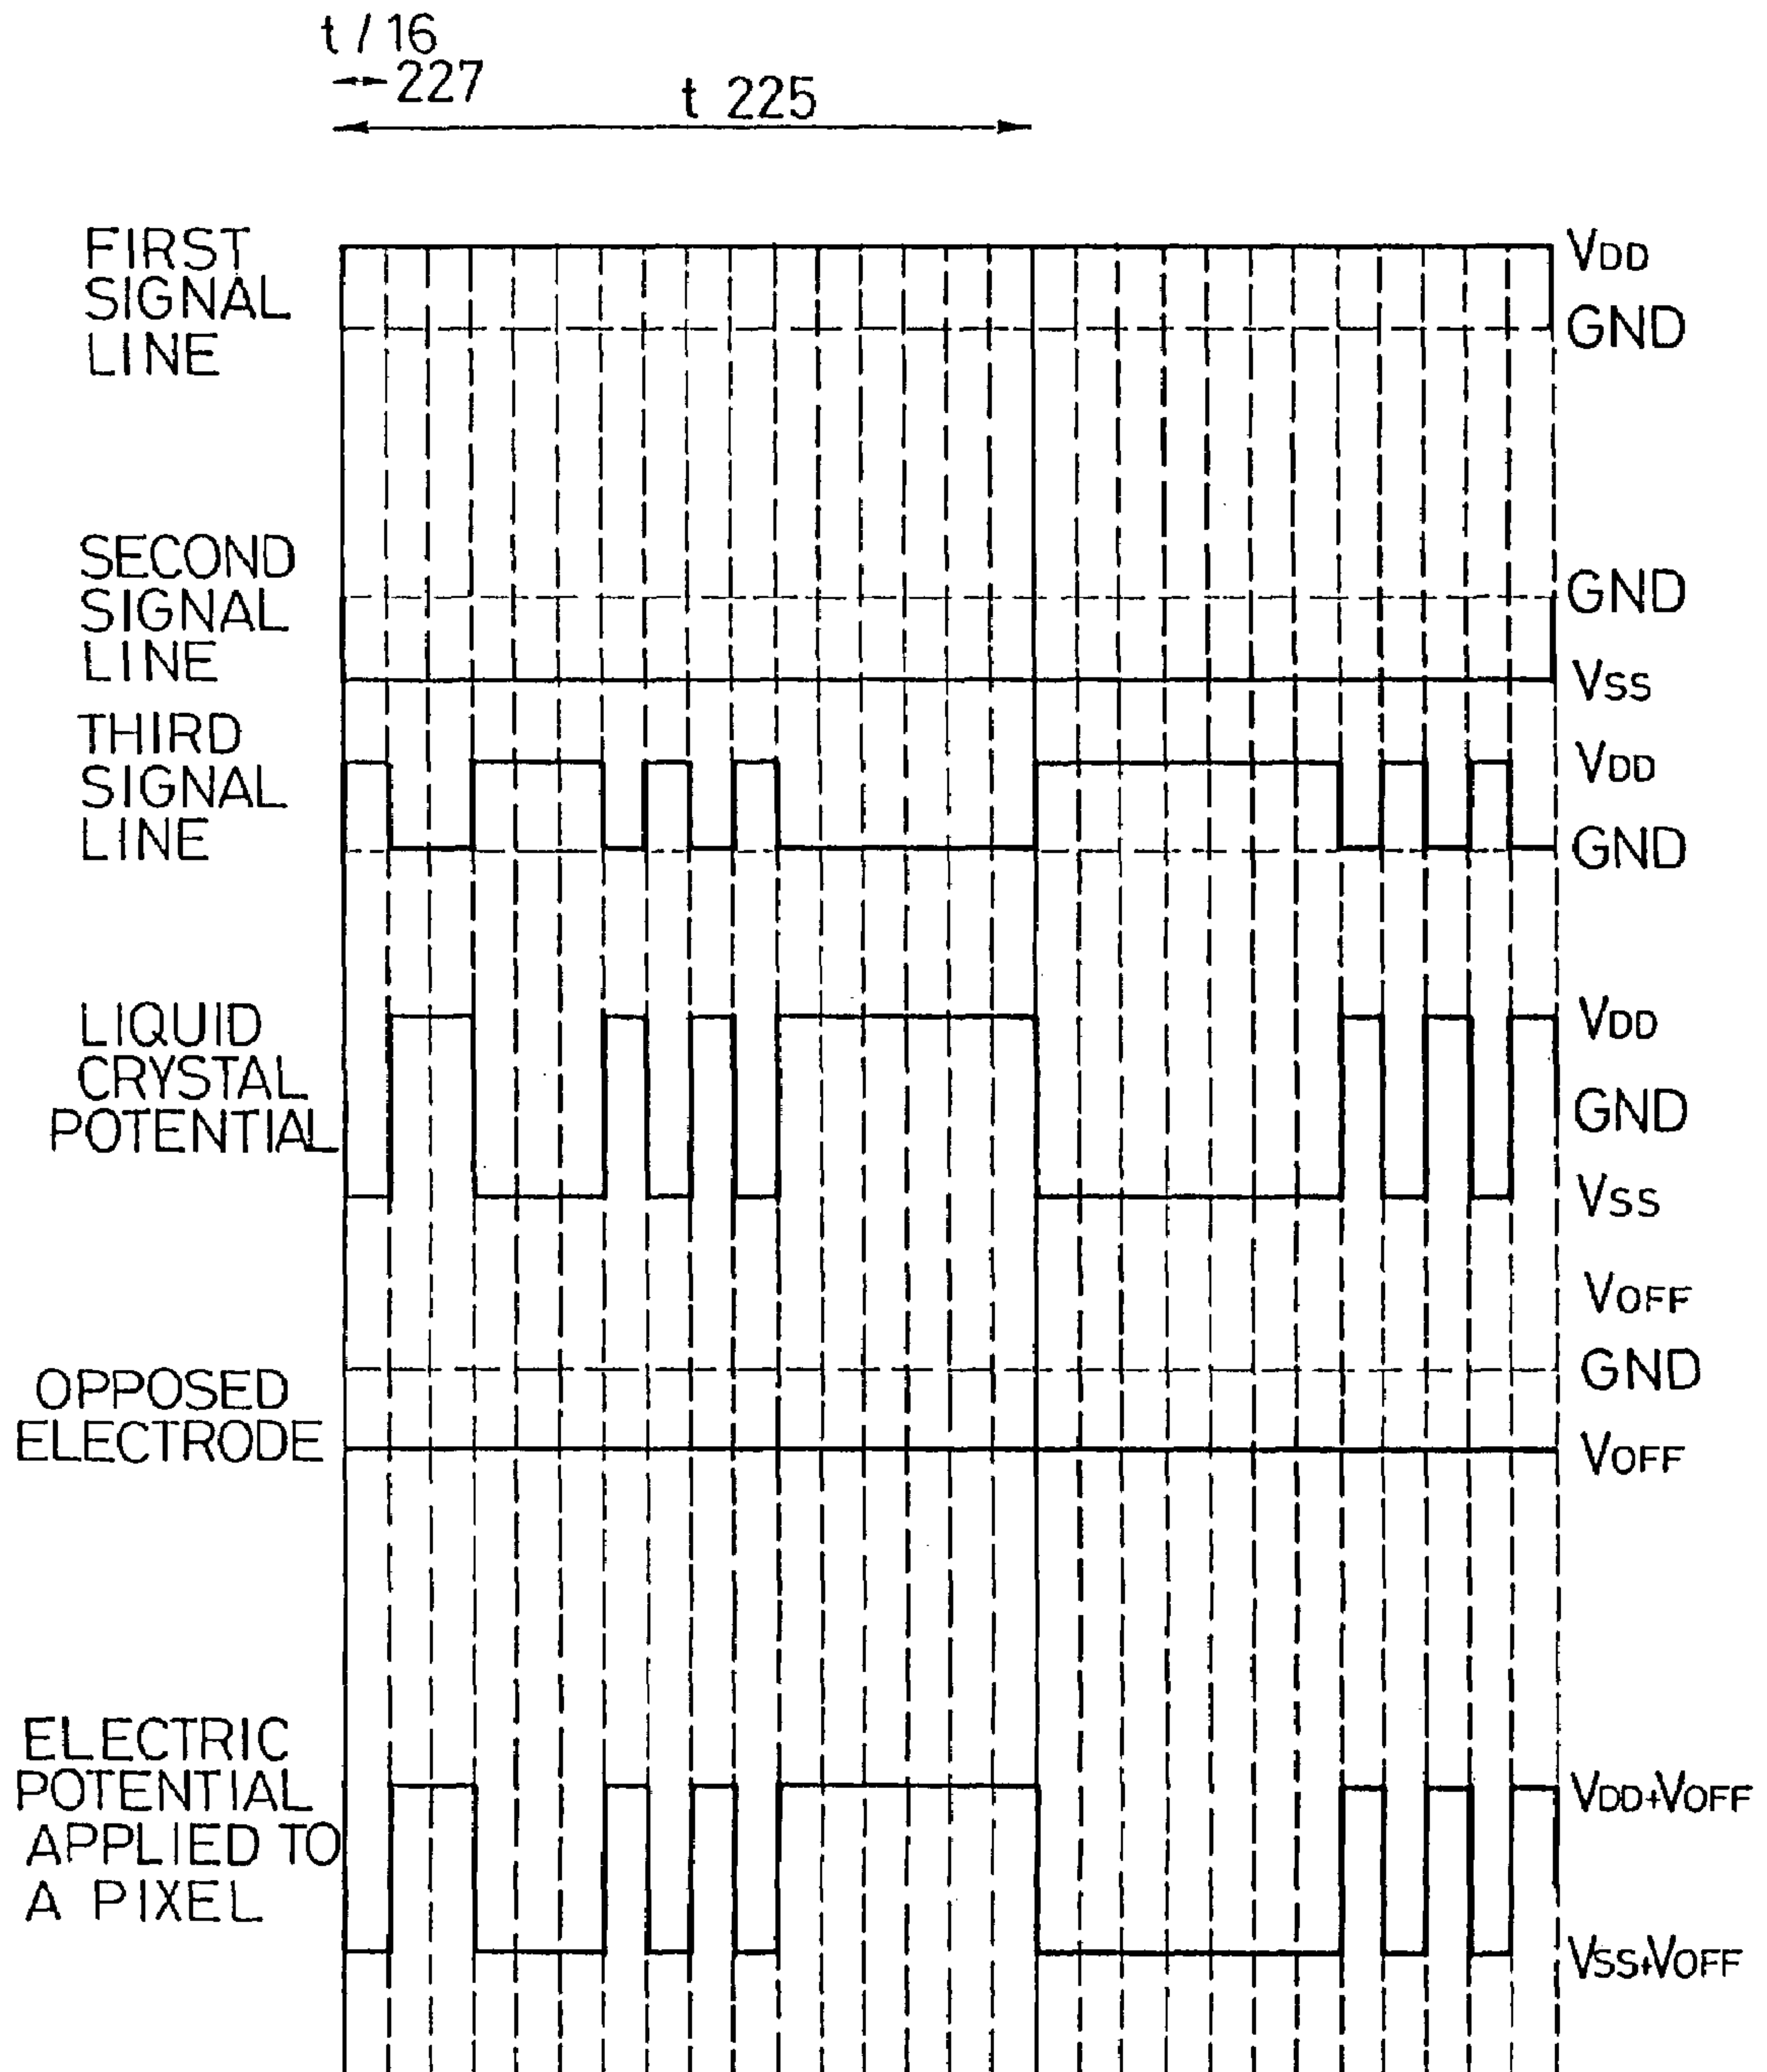 t / 16
227
t 225
FIRST
SIGNAL
LINE
VDD
GND
SECOND
SIGNAL
LINE
GND
VSS
THIRD
SIGNAL
LINE
VDD
GND
LIQUID
CRYSTAL
POTENTIAL
VDD
GND
VSS
VOFF
OPPOSED
ELECTRODE
GND
VOFF
ELECTRIC
POTENTIAL
APPLIED TO
A PIXEL
VDD+VOFF
VSS+VOFF